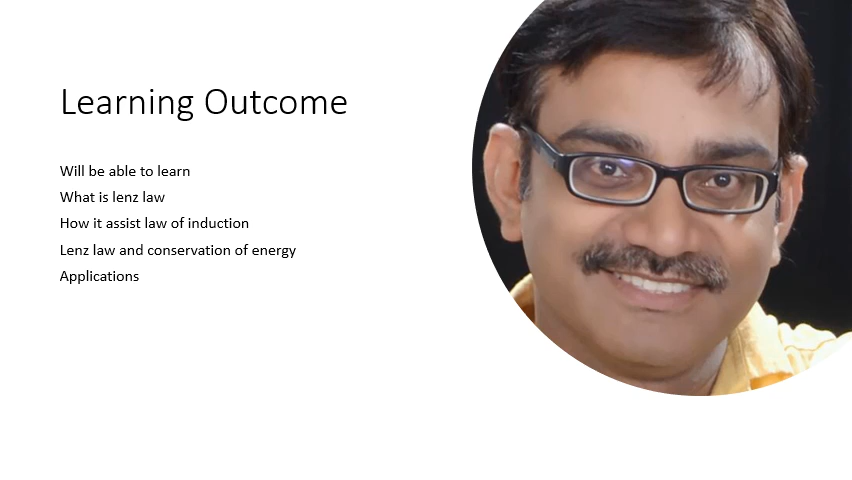 Learning Outcome
Will be able to learn
What is lenz law
How it assist law of induction
Lenz law and conservation of energy
Applications